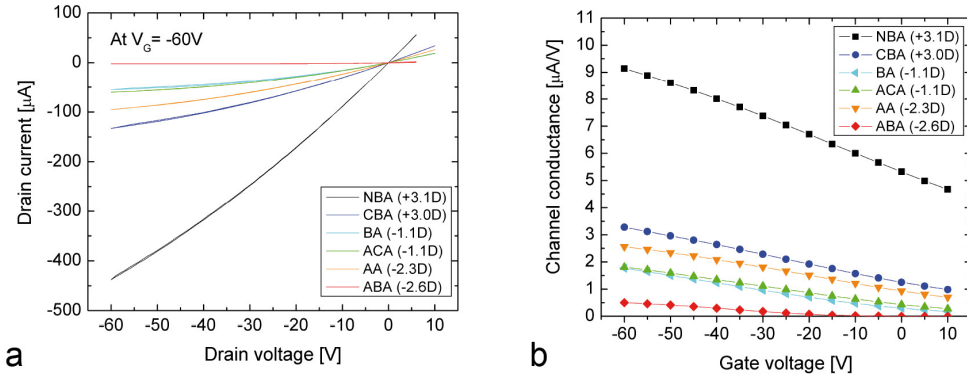 At V_G= -60V
Drain current [µA]
100
0
-100
-200
-300
-400
-500
-60 -50 -40 -30 -20 -10 0 10
Drain voltage [V]
NBA (+3.1D)
CBA (+3.0D)
BA (-1.1D)
ACA (-1.1D)
AA (-2.3D)
ABA (-2.6D)
a
Channel conductance [µA/V]
11
10
9
8
7
6
5
4
3
2
1
0
-60 -50 -40 -30 -20 -10 0 10
Gate voltage [V]
NBA (+3.1D)
CBA (+3.0D)
BA (-1.1D)
ACA (-1.1D)
AA (-2.3D)
ABA (-2.6D)
b